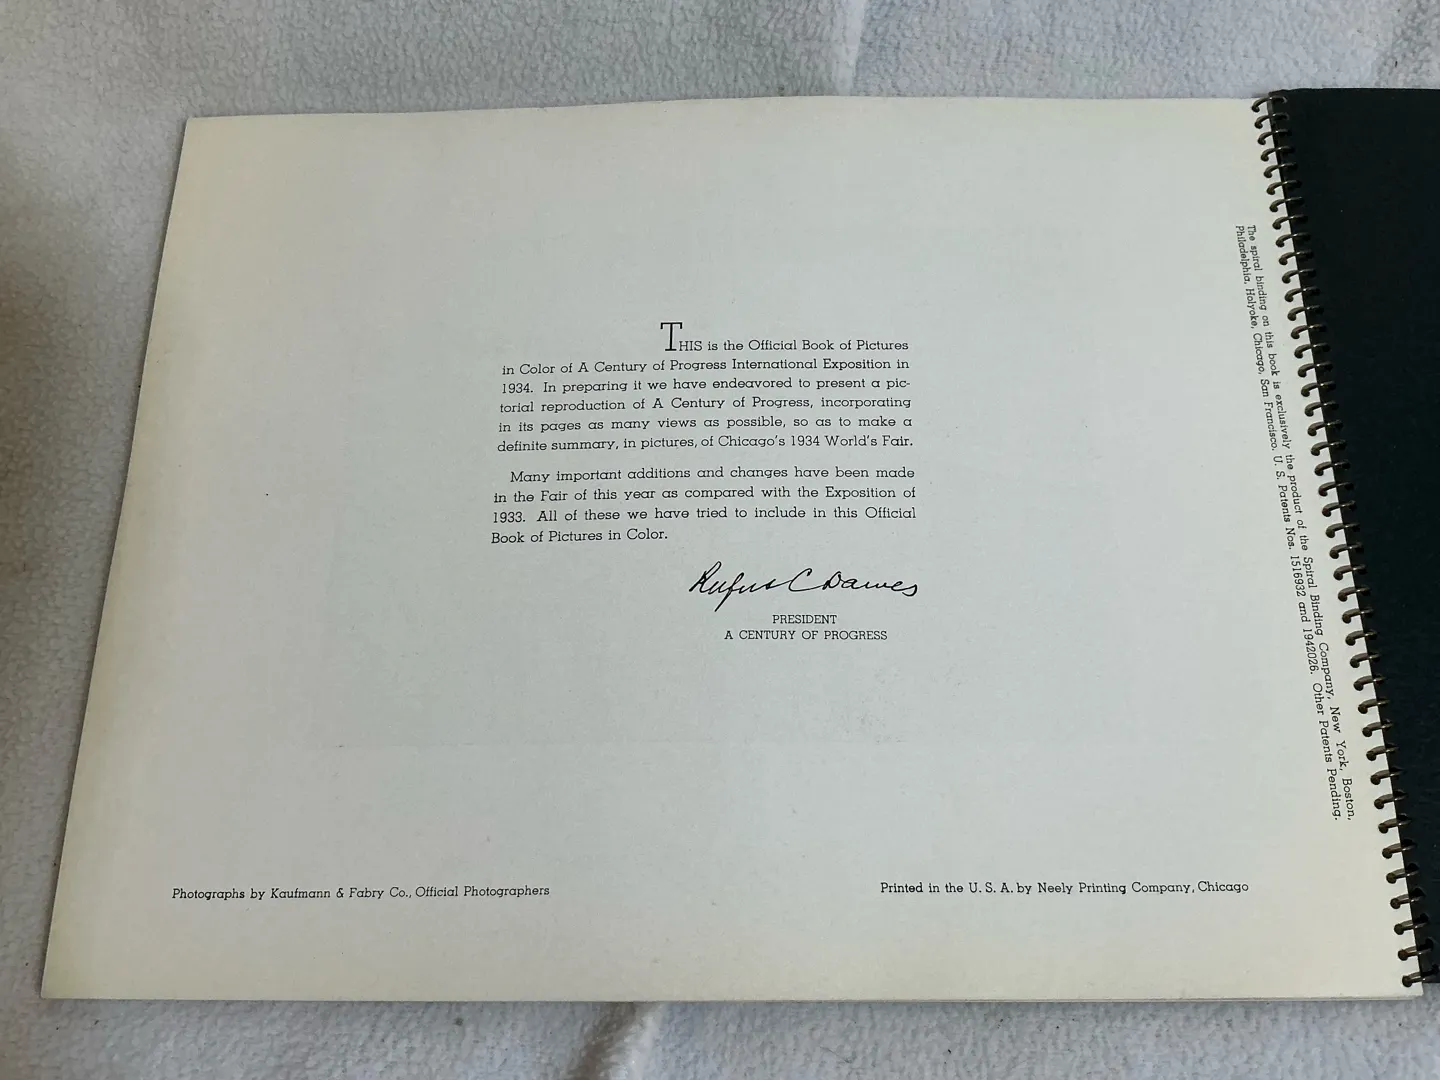 THIS is the Official Book of Pictures
in Color of A Century of Progress International Exposition in
1934. In preparing it we have endeavored to present a pic-
torial reproduction of A Century of Progress, incorporating
in its pages as many views as possible, so as to make a
definite summary, in pictures, of Chicago's 1934 World's Fair.
Many important additions and changes have been made
in the Fair of this year as compared with the Exposition of
1933. All of these we have tried to include in this Official
Book of Pictures in Color.
Rufus C Dawes
PRESIDENT
A CENTURY OF PROGRESS
Photographs by Kaufmann & Fabry Co., Official Photographers
Printed in the U. S. A. by Neely Printing Company, Chicago
The spiral binding on this book is exclusively the product of the Spiral Binding Company, New York, Boston,
Philadelphia, Holyoke, Chicago, San Francisco. U. S. Patents Nos. 1516932 and 1942026. Other Patents Pending.